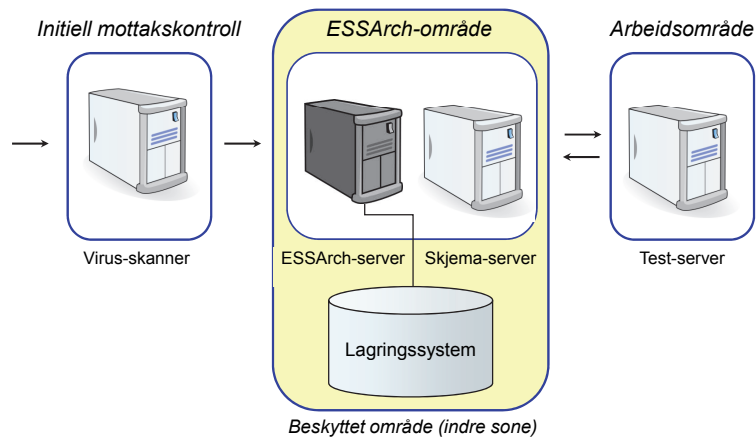 Initiell mottakskontroll
ESSArch-område
Arbeidsområde
Virus-skanner
ESSArch-server
Skjema-server
Test-server
Lagringssystem
Beskyttet område (indre sone)